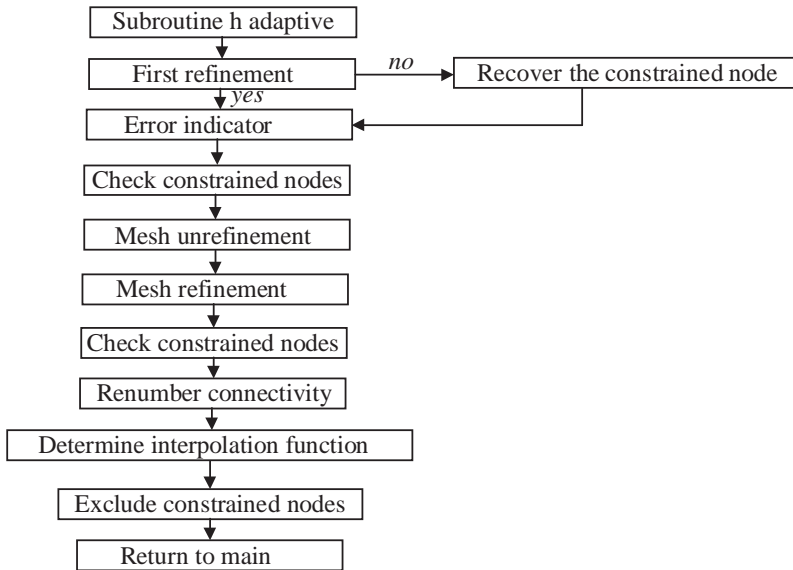 Subroutine h adaptive
First refinement
no
Recover the constrained node
yes
Error indicator
Check constrained nodes
Mesh unrefinement
Mesh refinement
Check constrained nodes
Renumber connectivity
Determine interpolation function
Exclude constrained nodes
Return to main